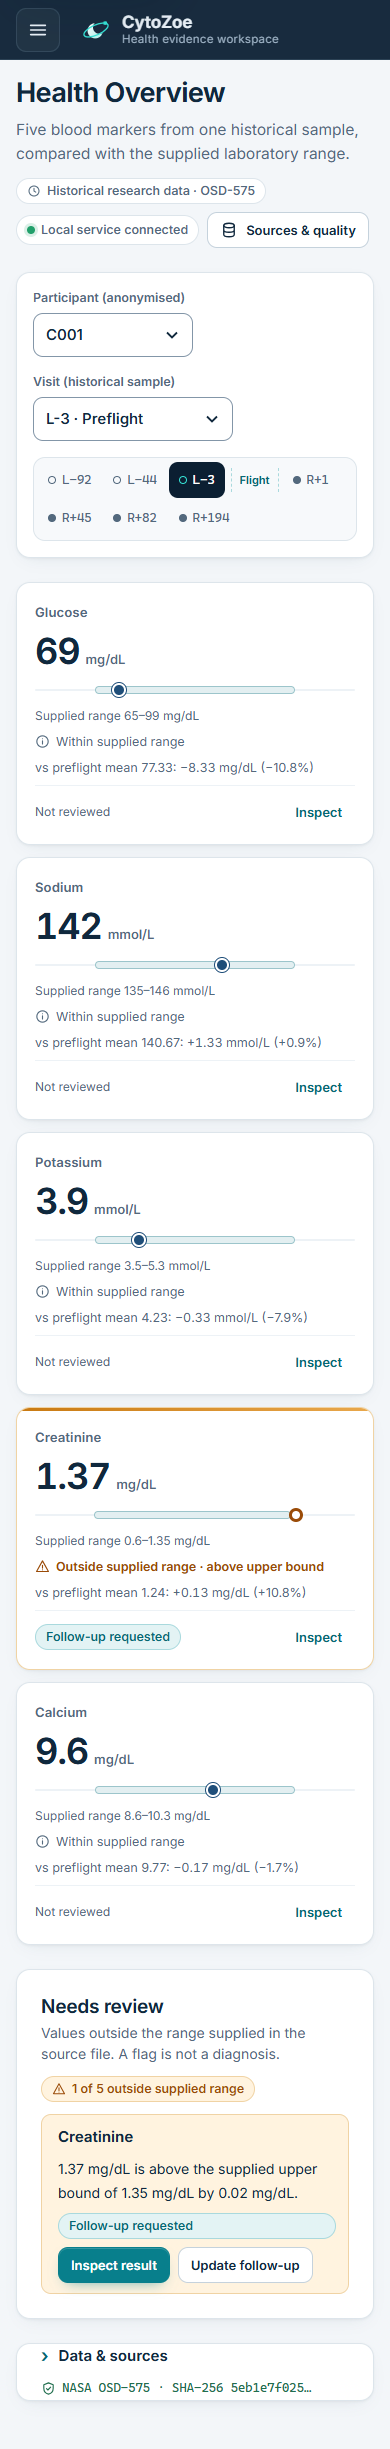 CytoZoe
Health evidence workspace
Health Overview
Five blood markers from one historical sample,
compared with the supplied laboratory range.
Historical research data · OSD-575
Local service connected
Sources & quality
Participant (anonymised)
C001
Visit (historical sample)
L-3 · Preflight
L−92 L−44 L−3 Flight R+1
R+45 R+82 R+194
Glucose
69 mg/dL
Supplied range 65–99 mg/dL
Within supplied range
vs preflight mean 77.33: −8.33 mg/dL (−10.8%)
Not reviewed Inspect
Sodium
142 mmol/L
Supplied range 135–146 mmol/L
Within supplied range
vs preflight mean 140.67: +1.33 mmol/L (+0.9%)
Not reviewed Inspect
Potassium
3.9 mmol/L
Supplied range 3.5–5.3 mmol/L
Within supplied range
vs preflight mean 4.23: −0.33 mmol/L (−7.9%)
Not reviewed Inspect
Creatinine
1.37 mg/dL
Supplied range 0.6–1.35 mg/dL
Outside supplied range · above upper bound
vs preflight mean 1.24: +0.13 mg/dL (+10.8%)
Follow-up requested Inspect
Calcium
9.6 mg/dL
Supplied range 8.6–10.3 mg/dL
Within supplied range
vs preflight mean 9.77: −0.17 mg/dL (−1.7%)
Not reviewed Inspect
Needs review
Values outside the range supplied in the
source file. A flag is not a diagnosis.
1 of 5 outside supplied range
Creatinine
1.37 mg/dL is above the supplied upper
bound of 1.35 mg/dL by 0.02 mg/dL.
Follow-up requested
Inspect result Update follow-up
Data & sources
NASA OSD-575 · SHA-256 5eb1e7f025…